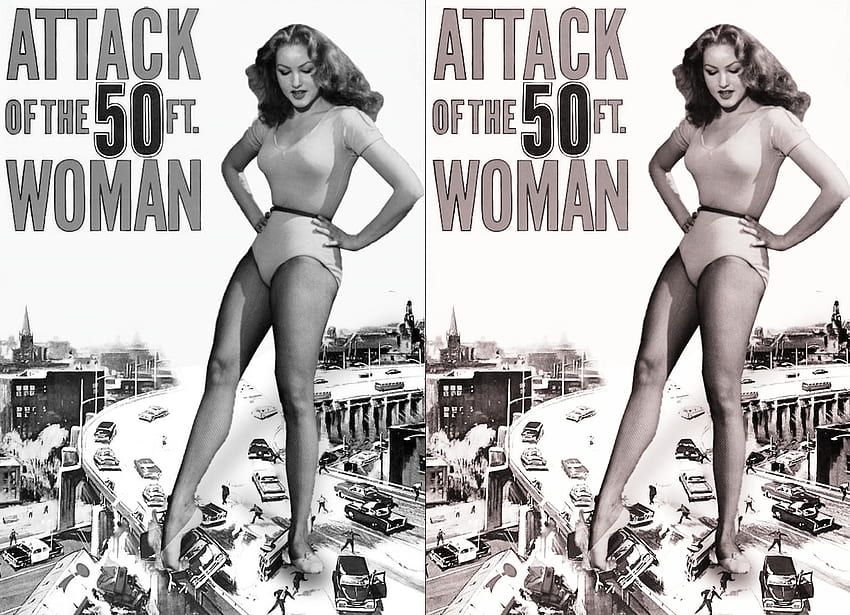 ATTACK
OF THE 50 FT.
WOMAN
ATTACK
OF THE 50 FT.
WOMAN